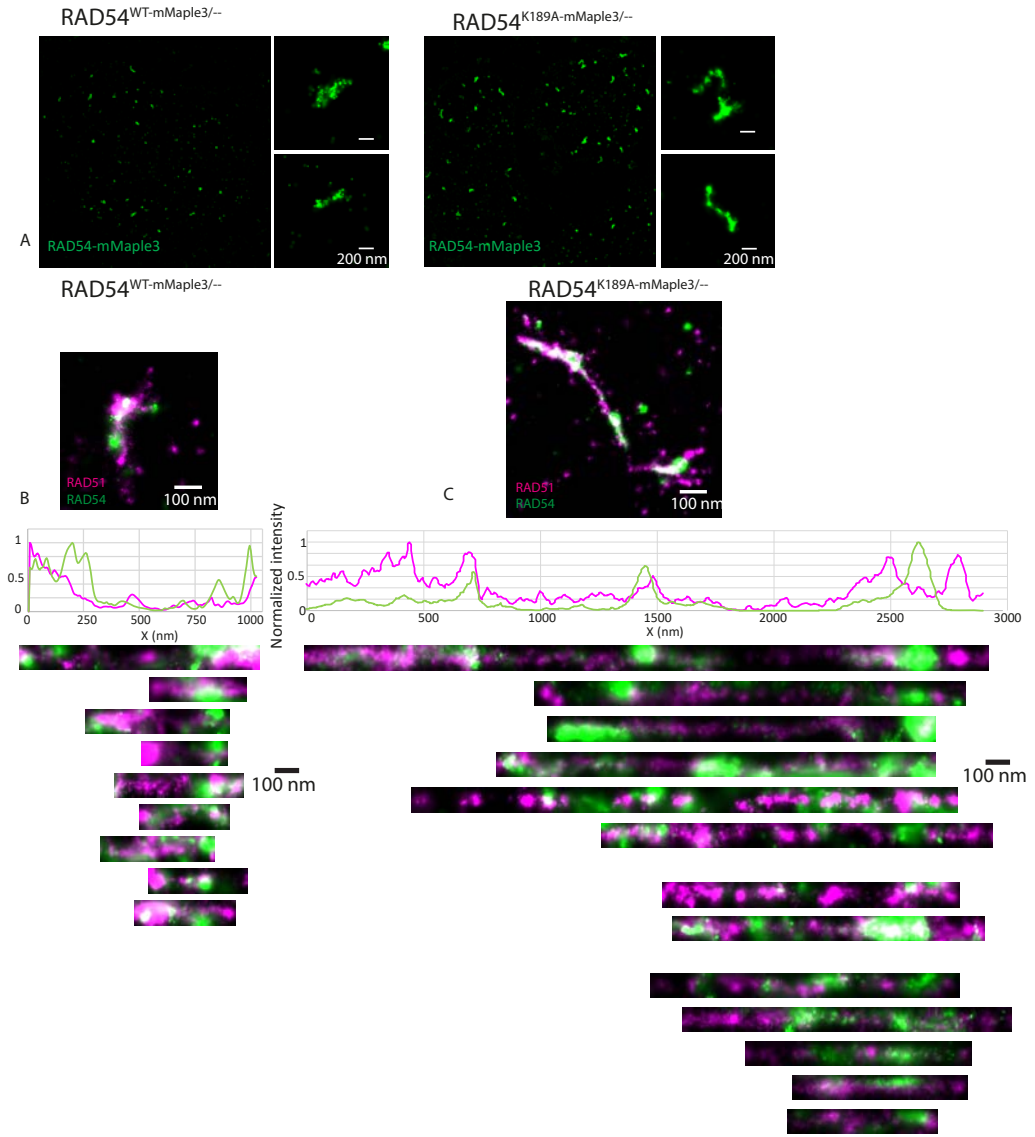 RAD54WT-mMaple3/--
RAD54K189A-mMaple3/--
RAD54-mMaple3
200 nm
RAD54-mMaple3
200 nm
A
RAD54WT-mMaple3/--
RAD54K189A-mMaple3/--
RAD51
RAD54
100 nm
RAD51
RAD54
100 nm
B
C
1
0.5
0
0
250
500
750
1000
X (nm)
Normalized intensity
1
0.5
0
0
500
1000
1500
2000
2500
3000
X (nm)
100 nm
100 nm